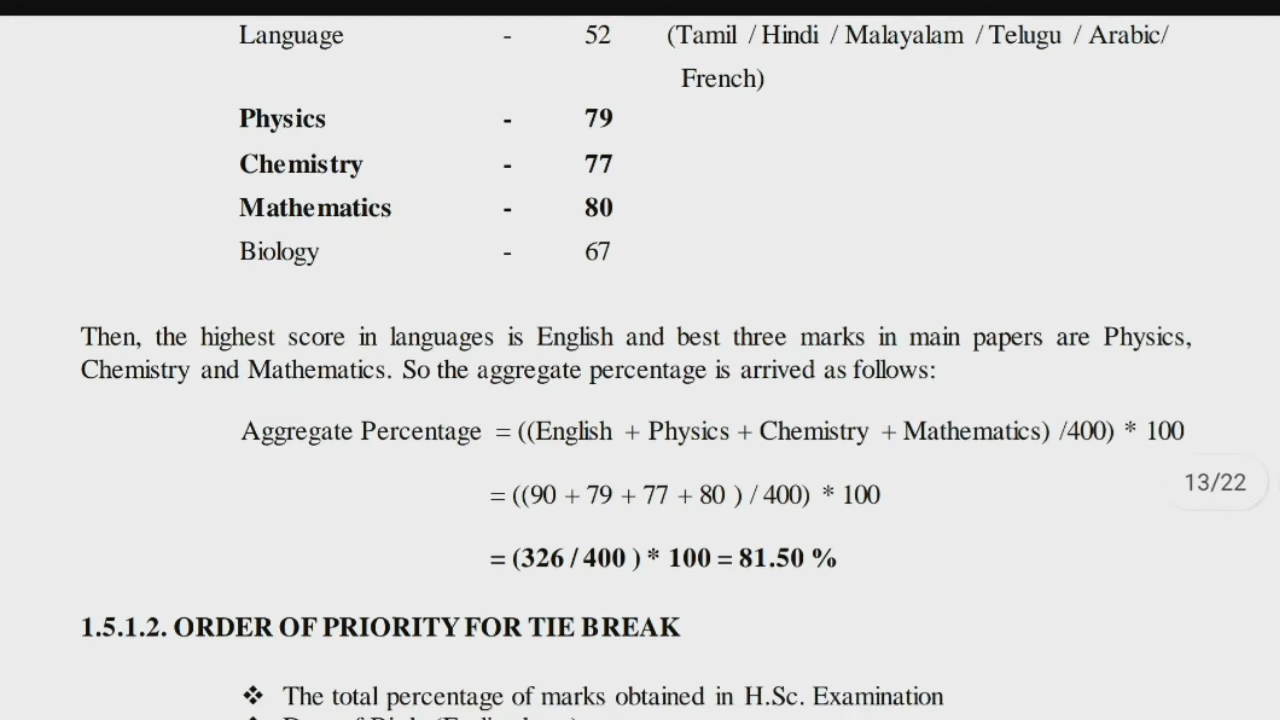 Language - 52 (Tamil / Hindi / Malayalam / Telugu / Arabic/
French)
Physics - 79
Chemistry - 77
Mathematics - 80
Biology - 67
Then, the highest score in languages is English and best three marks in main papers are Physics,
Chemistry and Mathematics. So the aggregate percentage is arrived as follows:
Aggregate Percentage = ((English + Physics + Chemistry + Mathematics) /400) * 100
13/22
= ((90 + 79 + 77 + 80 ) / 400) * 100
= (326 / 400 ) * 100 = 81.50 %
1.5.1.2. ORDER OF PRIORITY FOR TIE BREAK
❖ The total percentage of marks obtained in H.Sc. Examination